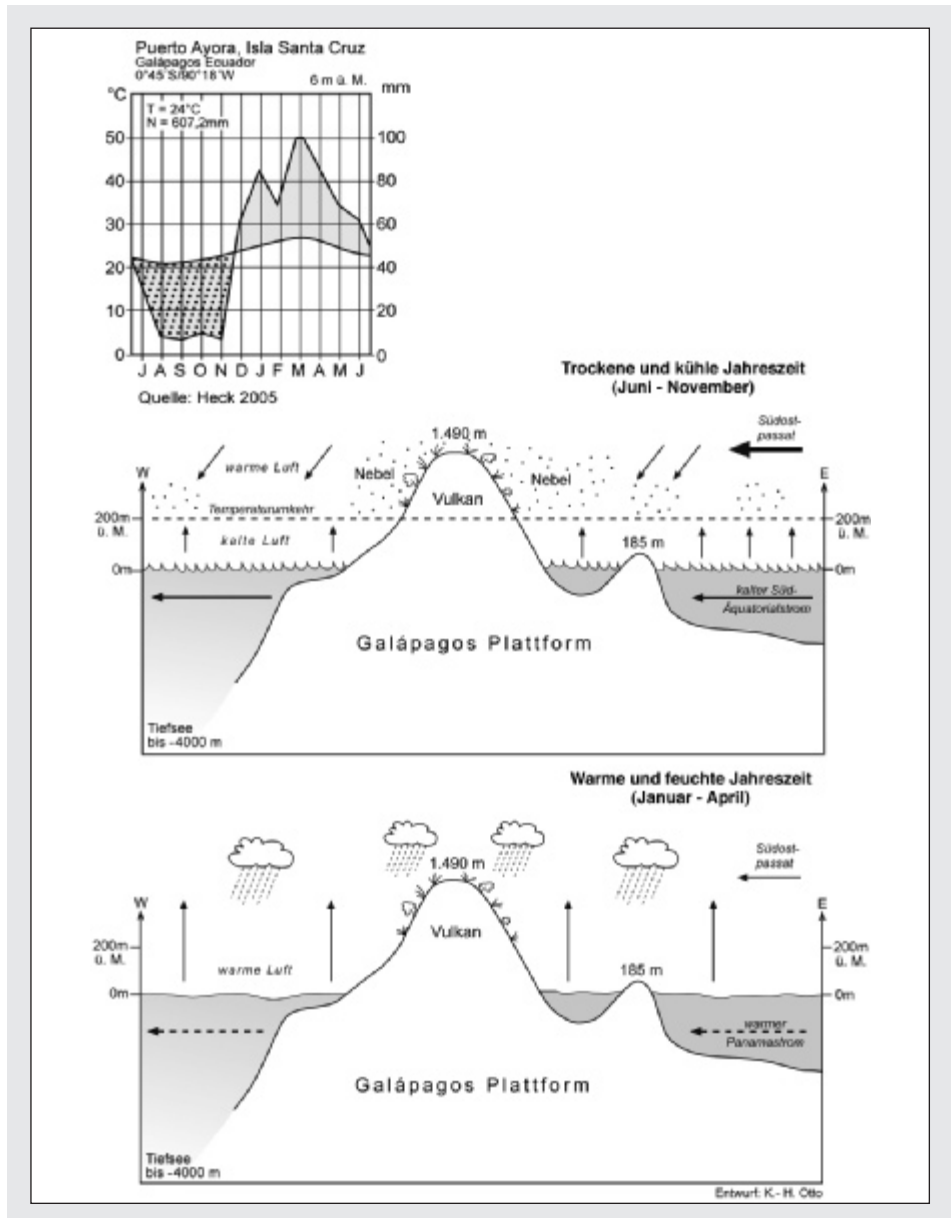 Puerto Ayora, Isla Santa Cruz
Galápagos Ecuador
0°45´S/90°18´W
6 m ü. M.
°C
mm
T = 24°C
N = 607,2mm
50
100
40
80
30
60
20
40
10
20
0
0
J A S O N D J F M A M J
Quelle: Heck 2005
Trockene und kühle Jahreszeit
(Juni - November)
Südost-
passat
1.490 m
warme Luft
Nebel
Nebel
W
E
Vulkan
Temperaturumkehr
200m
ü. M.
200m
ü. M.
kalte Luft
185 m
0m
0m
kalter Süd-
Äquatorialstrom
Galápagos Plattform
Tiefsee
bis -4000 m
Warme und feuchte Jahreszeit
(Januar - April)
Südost-
passat
1.490 m
W
E
Vulkan
200m
ü. M.
200m
ü. M.
warme Luft
185 m
0m
0m
warmer
Panamastrom
Galápagos Plattform
Tiefsee
bis -4000 m
Entwurf: K.- H. Otto